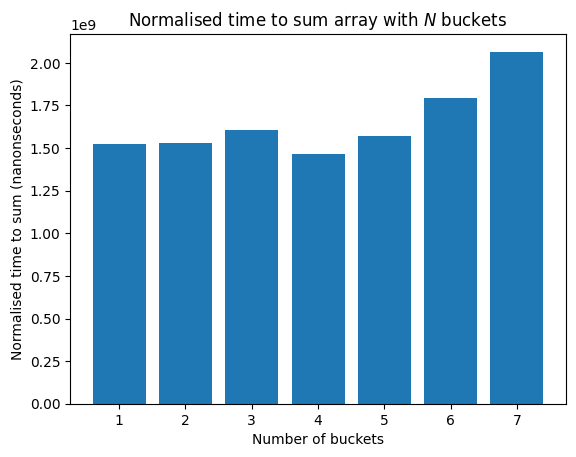 Normalised time to sum array with N buckets
1e9
Normalised time to sum (nanonseconds)
2.00
1.75
1.50
1.25
1.00
0.75
0.50
0.25
0.00
1 2 3 4 5 6 7
Number of buckets